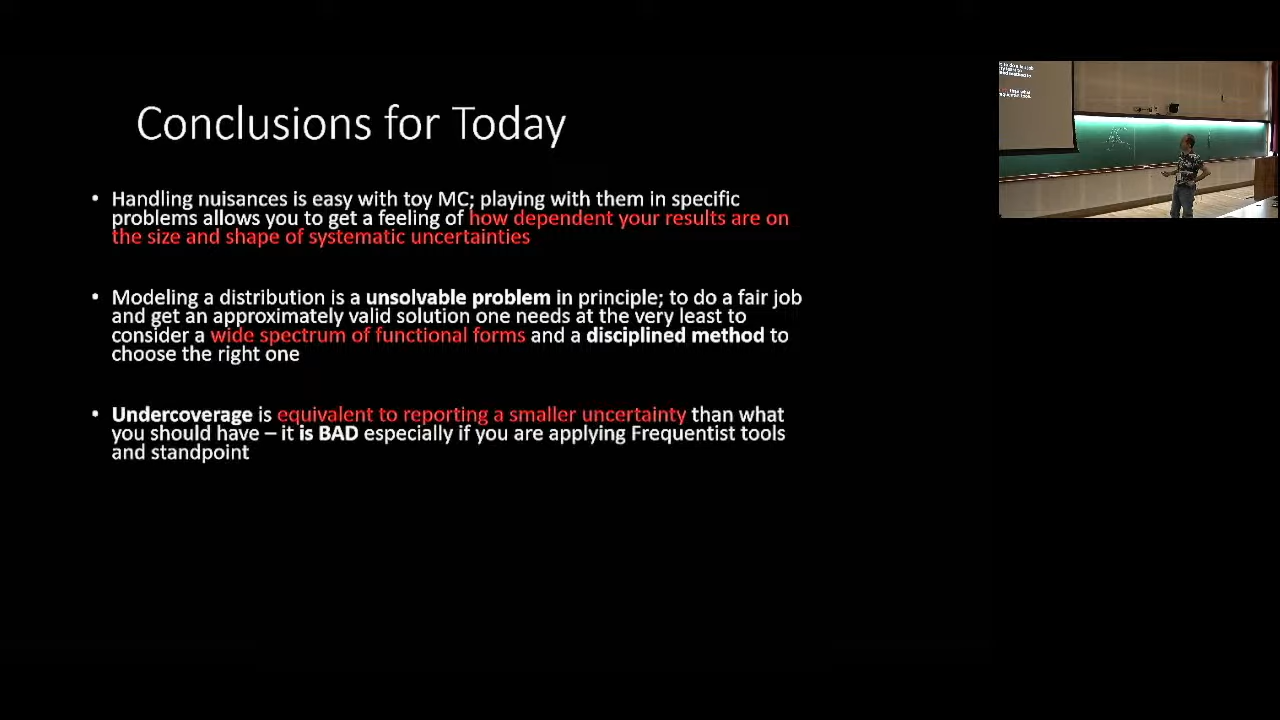 Conclusions for Today
• Handling nuisances is easy with toy MC; playing with them in specific
problems allows you to get a feeling of how dependent your results are on
the size and shape of systematic uncertainties
• Modeling a distribution is a unsolvable problem in principle; to do a fair job
and get an approximately valid solution one needs at the very least to
consider a wide spectrum of functional forms and a disciplined method to
choose the right one
• Undercoverage is equivalent to reporting a smaller uncertainty than what
you should have – it is BAD especially if you are applying Frequentist tools
and standpoint